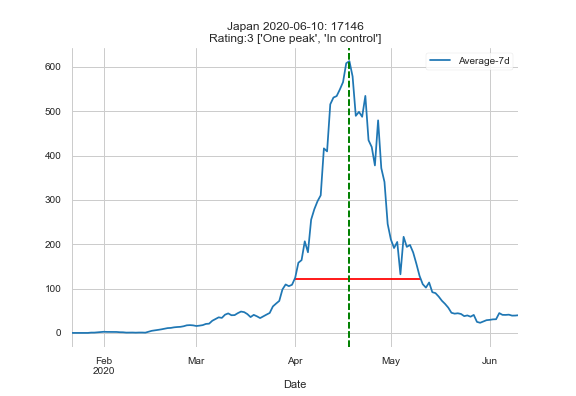 Japan 2020-06-10: 17146
Rating:3 ['One peak', 'In control']
Average-7d
600
500
400
300
200
100
0
Feb
2020
Mar
Apr
May
Jun
Date